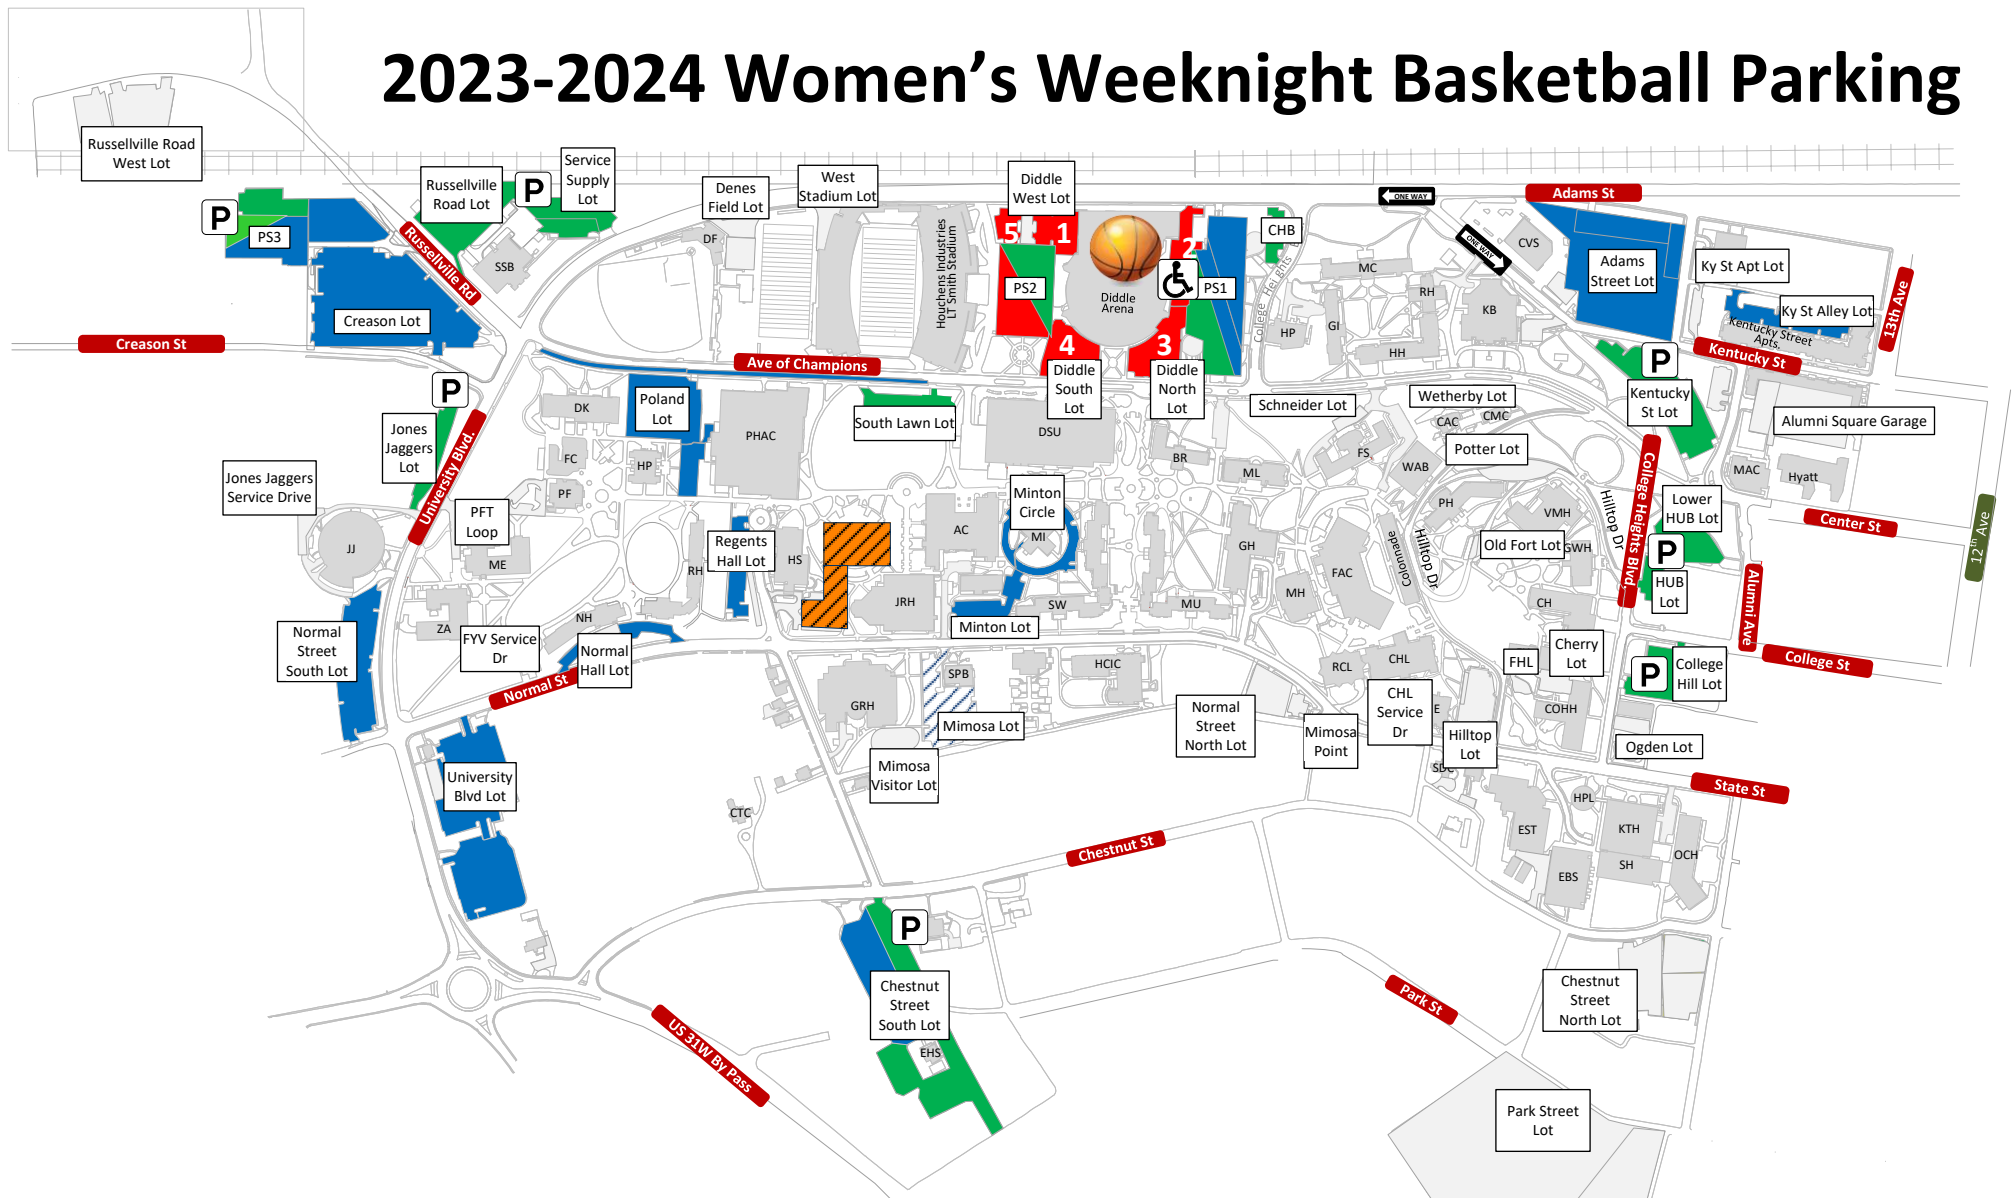 2023-2024 Women's Weeknight Basketball Parking
Russellville Road
West Lot
Russellville
Road Lot
P
Service
Supply
Lot
Denes
Field Lot
West
Stadium Lot
Diddle
West Lot
ONE WAY
Adams St
P
PS3
Russellville Rd
SSB
DF
Houchens Industries
LT Smith Stadium
5
1
2
PS2
Diddle
Arena
PS1
CHB
College Heights
ONE WAY
CVS
Adams
Street Lot
Ky St Apt Lot
Ky St Alley Lot
Kentucky Street
Apts.
13th Ave
Creason Lot
Creason St
MC
RH
GI
HP
KB
HH
4
3
Kentucky St
Ave of Champions
P
P
Diddle
South
Lot
Diddle
North
Lot
Jones
Jaggers
Lot
University Blvd.
DK
Poland
Lot
PHAC
South Lawn Lot
DSU
Schneider Lot
Wetherby Lot
CAC
CMC
Potter Lot
Kentucky
St Lot
Alumni Square Garage
Jones Jaggers
Service Drive
FC
HP
PF
BR
ML
FS
WAB
PH
College Heights Blvd.
MAC
Hyatt
PFT
Loop
Minton
Circle
MI
AC
Hilltop Dr
VMH
Lower
HUB Lot
Center St
12th Ave
JJ
ME
RH
Regents
Hall Lot
HS
GH
FAC
Colonnade
Hilltop Dr
Old Fort Lot
GWH
P
HUB
Lot
Alumni Ave
ZA
NH
JRH
SW
MU
MH
CH
Normal
Street
South Lot
FYV Service
Dr
Normal
Hall Lot
Normal St
Minton Lot
SPB
HCIC
RCL
CHL
FHL
Cherry
Lot
P
College
Hill Lot
College St
GRH
Mimosa Lot
Normal
Street
North Lot
Mimosa
Point
CHL
Service
Dr
E
Hilltop
Lot
COHH
Ogden Lot
University
Blvd Lot
Mimosa
Visitor Lot
SDC
State St
CTC
HPL
EST
KTH
SH
OCH
EBS
Chestnut St
P
Chestnut
Street
South Lot
EHS
US 31W By Pass
Park St
Chestnut
Street
North Lot
Park Street
Lot